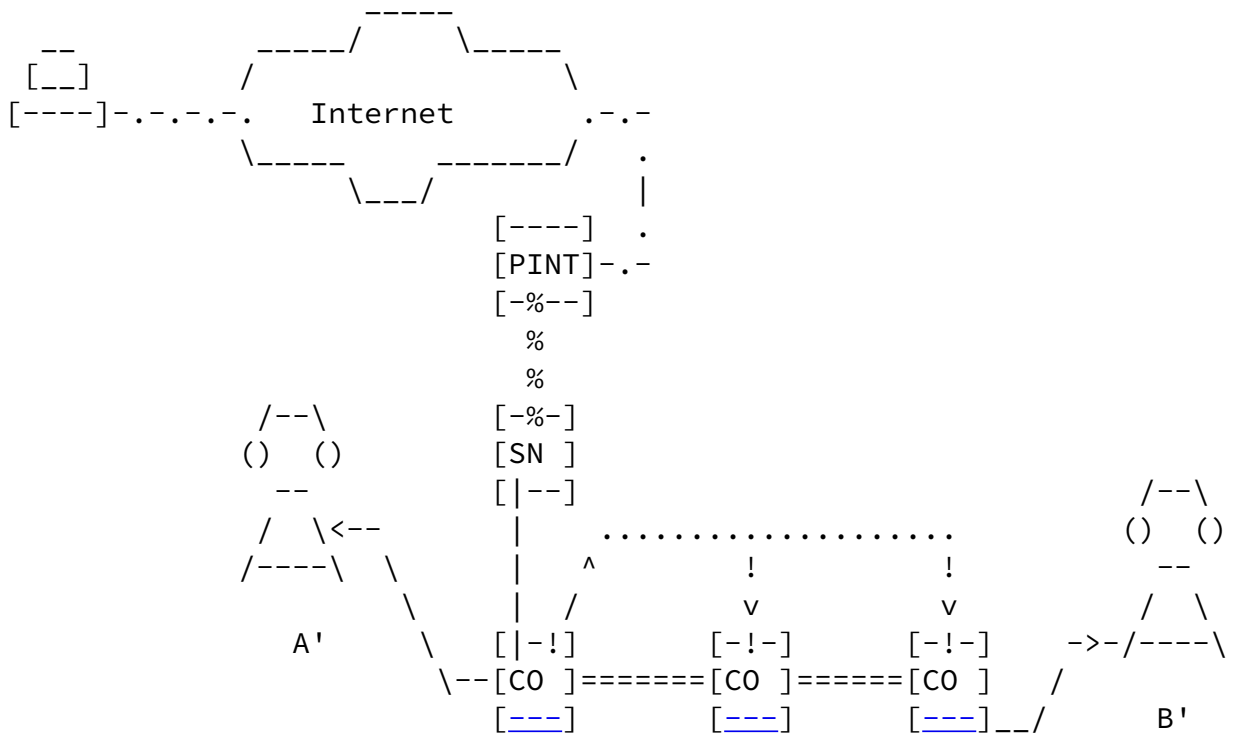 Internet
[PINT]
[SN ]
A'
[CO ]=======[CO ]======[CO ]
B'